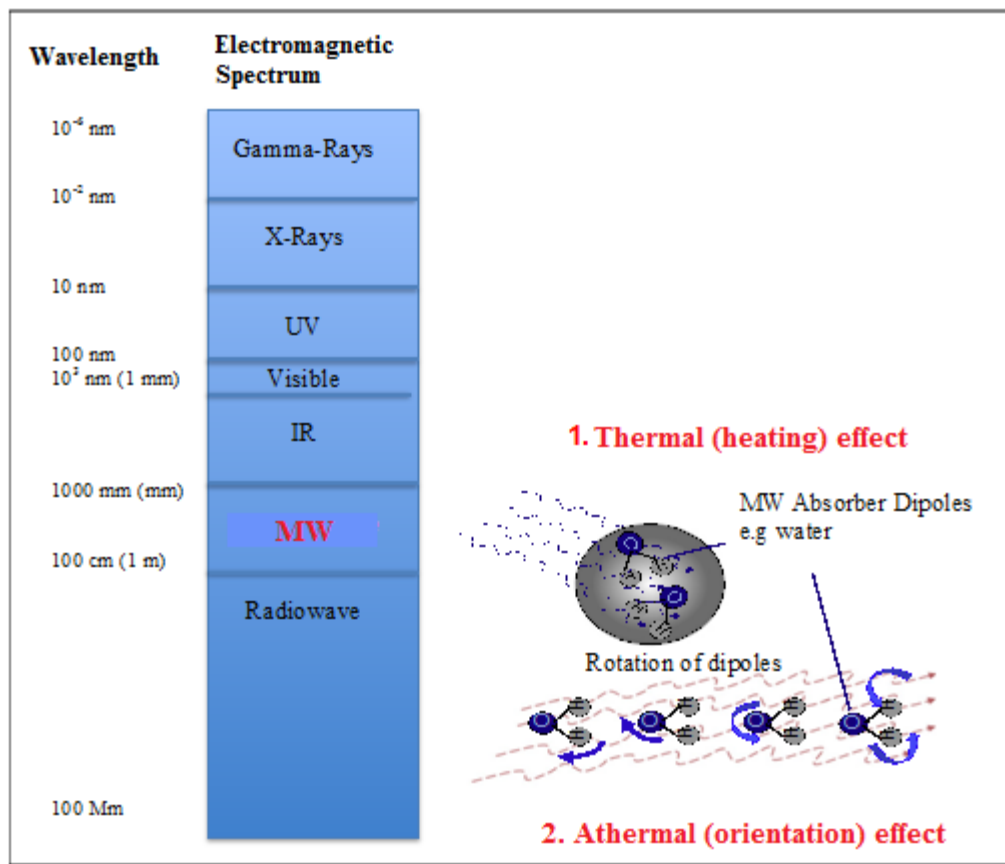 Wavelength
Electromagnetic
Spectrum
10⁻⁶ nm
Gamma-Rays
10⁻² nm
X-Rays
10 nm
UV
100 nm
10³ nm (1 mm)
Visible
IR
1000 mm (mm)
MW
100 cm (1 m)
Radiowave
100 Mm
1. Thermal (heating) effect
MW Absorber Dipoles
e.g water
Rotation of dipoles
2. Athermal (orientation) effect